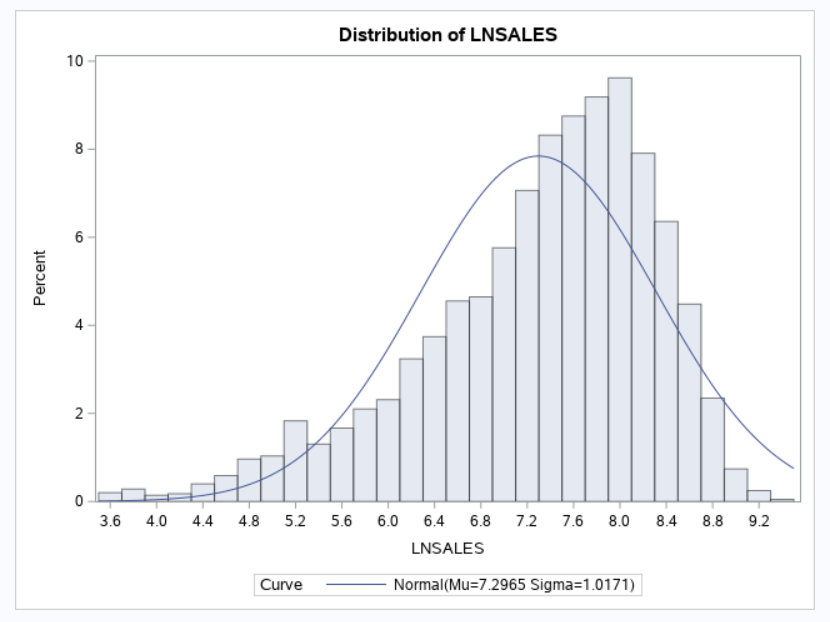 Distribution of LNSALES
10
8
6
4
2
0
Percent
3.6 4.0 4.4 4.8 5.2 5.6 6.0 6.4 6.8 7.2 7.6 8.0 8.4 8.8 9.2
LNSALES
Curve Normal(Mu=7.2965 Sigma=1.0171)